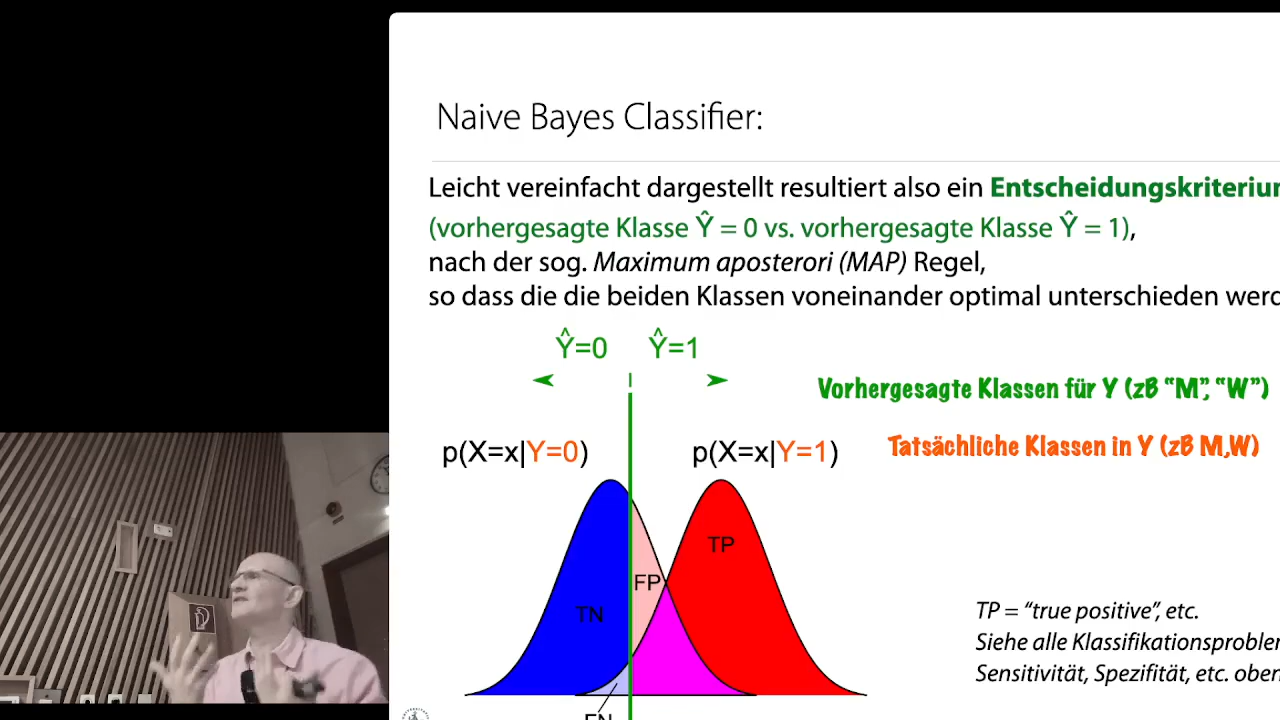 Naive Bayes Classifier:
Leicht vereinfacht dargestellt resultiert also ein Entscheidungskriteriu
(vorhergesagte Klasse Ŷ = 0 vs. vorhergesagte Klasse Ŷ = 1),
nach der sog. Maximum aposterori (MAP) Regel,
so dass die die beiden Klassen voneinander optimal unterschieden werd
Ŷ=0 Ŷ=1
Vorhergesagte Klassen für Y (zB “M”, “W”)
p(X=x|Y=0) p(X=x|Y=1)
Tatsächliche Klassen in Y (zB M,W)
TP
FP
TN
TP = “true positive”, etc.
Siehe alle Klassifikationsproblem
Sensitivität, Spezifität, etc. oben
FN